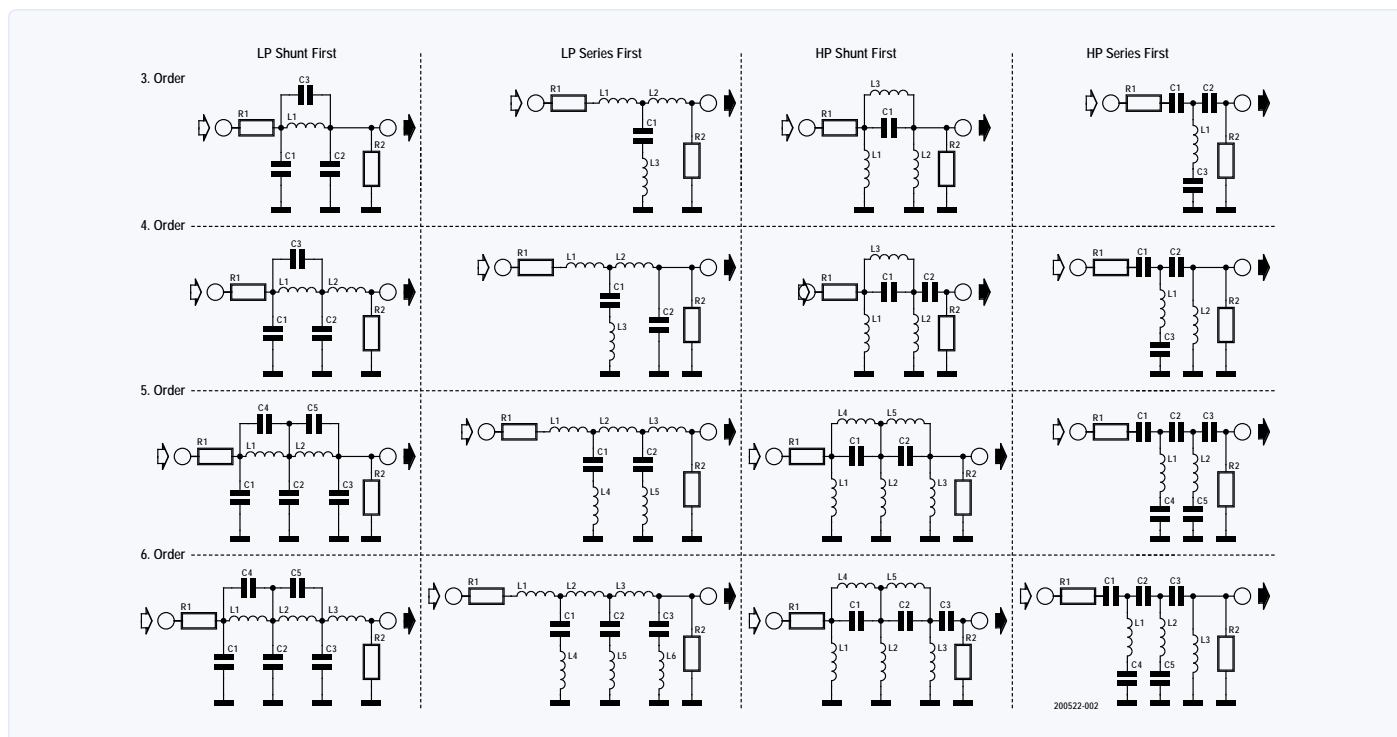 LP Shunt First LP Series First HP Shunt First HP Series First
3. Order
R1 C3 L1 C1 C2 R2
R1 L1 L2 C1 L3 R2
R1 L3 C1 L1 L2 R2
R1 C1 C2 L1 C3 R2
4. Order
R1 C3 L1 L2 C1 C2 R2
R1 L1 L2 C1 L3 C2 R2
R1 L3 C1 C2 L1 L2 R2
R1 C1 C2 L1 C3 L2 R2
5. Order
R1 C4 C5 L1 L2 C1 C2 C3 R2
R1 L1 L2 L3 C1 C2 L4 L5 R2
R1 L4 L5 C1 C2 L1 L2 L3 R2
R1 C1 C2 C3 L1 L2 C4 C5 R2
6. Order
R1 C4 C5 L1 L2 L3 C1 C2 C3 R2
R1 L1 L2 L3 C1 C2 C3 L4 L5 L6 R2
R1 L4 L5 C1 C2 C3 L1 L2 L3 R2
R1 C1 C2 C3 L1 L2 L3 C4 C5 R2
200522-002